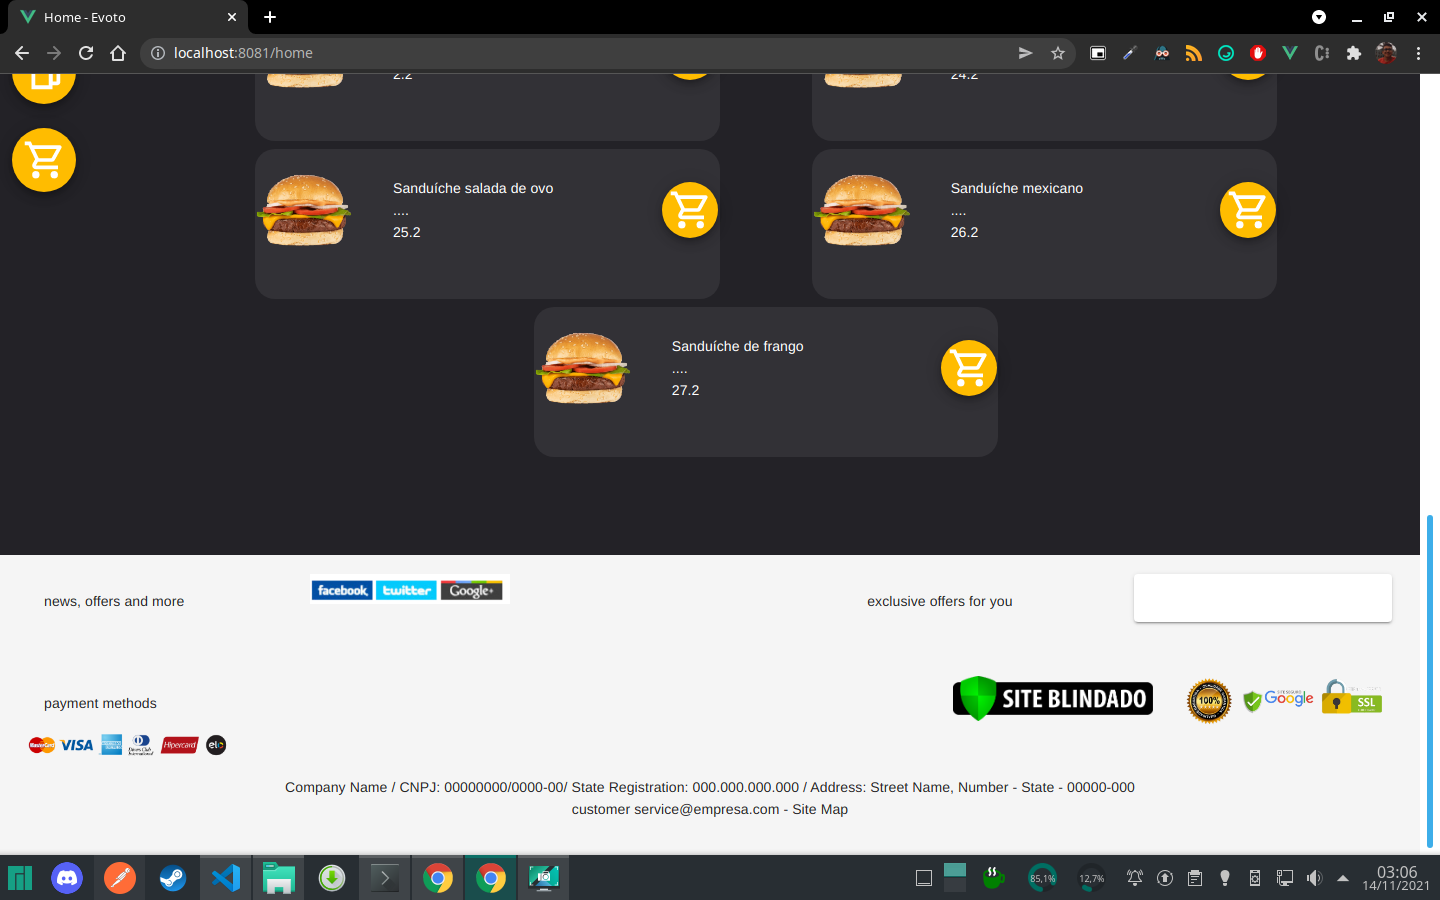 Home - Evoto
localhost:8081/home
2.2
24.2
Sanduíche salada de ovo
....
25.2
Sanduíche mexicano
....
26.2
Sanduíche de frango
....
27.2
news, offers and more
facebook twitter Google+
exclusive offers for you
payment methods
SITE BLINDADO
100%
Google
SSL
MasterCard VISA Diners Club International Hipercard elo
Company Name / CNPJ: 00000000/0000-00/ State Registration: 000.000.000.000 / Address: Street Name, Number - State - 00000-000
customer service@empresa.com - Site Map
85,1%
12,7%
03:06
14/11/2021